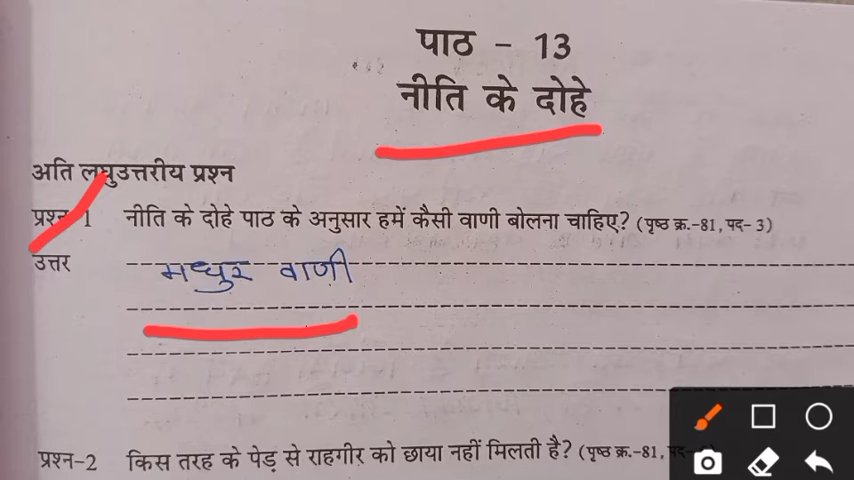 पाठ - 13
नीति के दोहे
अति लघुउत्तरीय प्रश्न
प्रश्न-1 नीति के दोहे पाठ के अनुसार हमें कैसी वाणी बोलना चाहिए? (पृष्ठ क्र.-81, पद- 3)
उत्तर मधुर वाणी
प्रश्न-2 किस तरह के पेड़ से राहगीर को छाया नहीं मिलती है? (पृष्ठ क्र.-81,